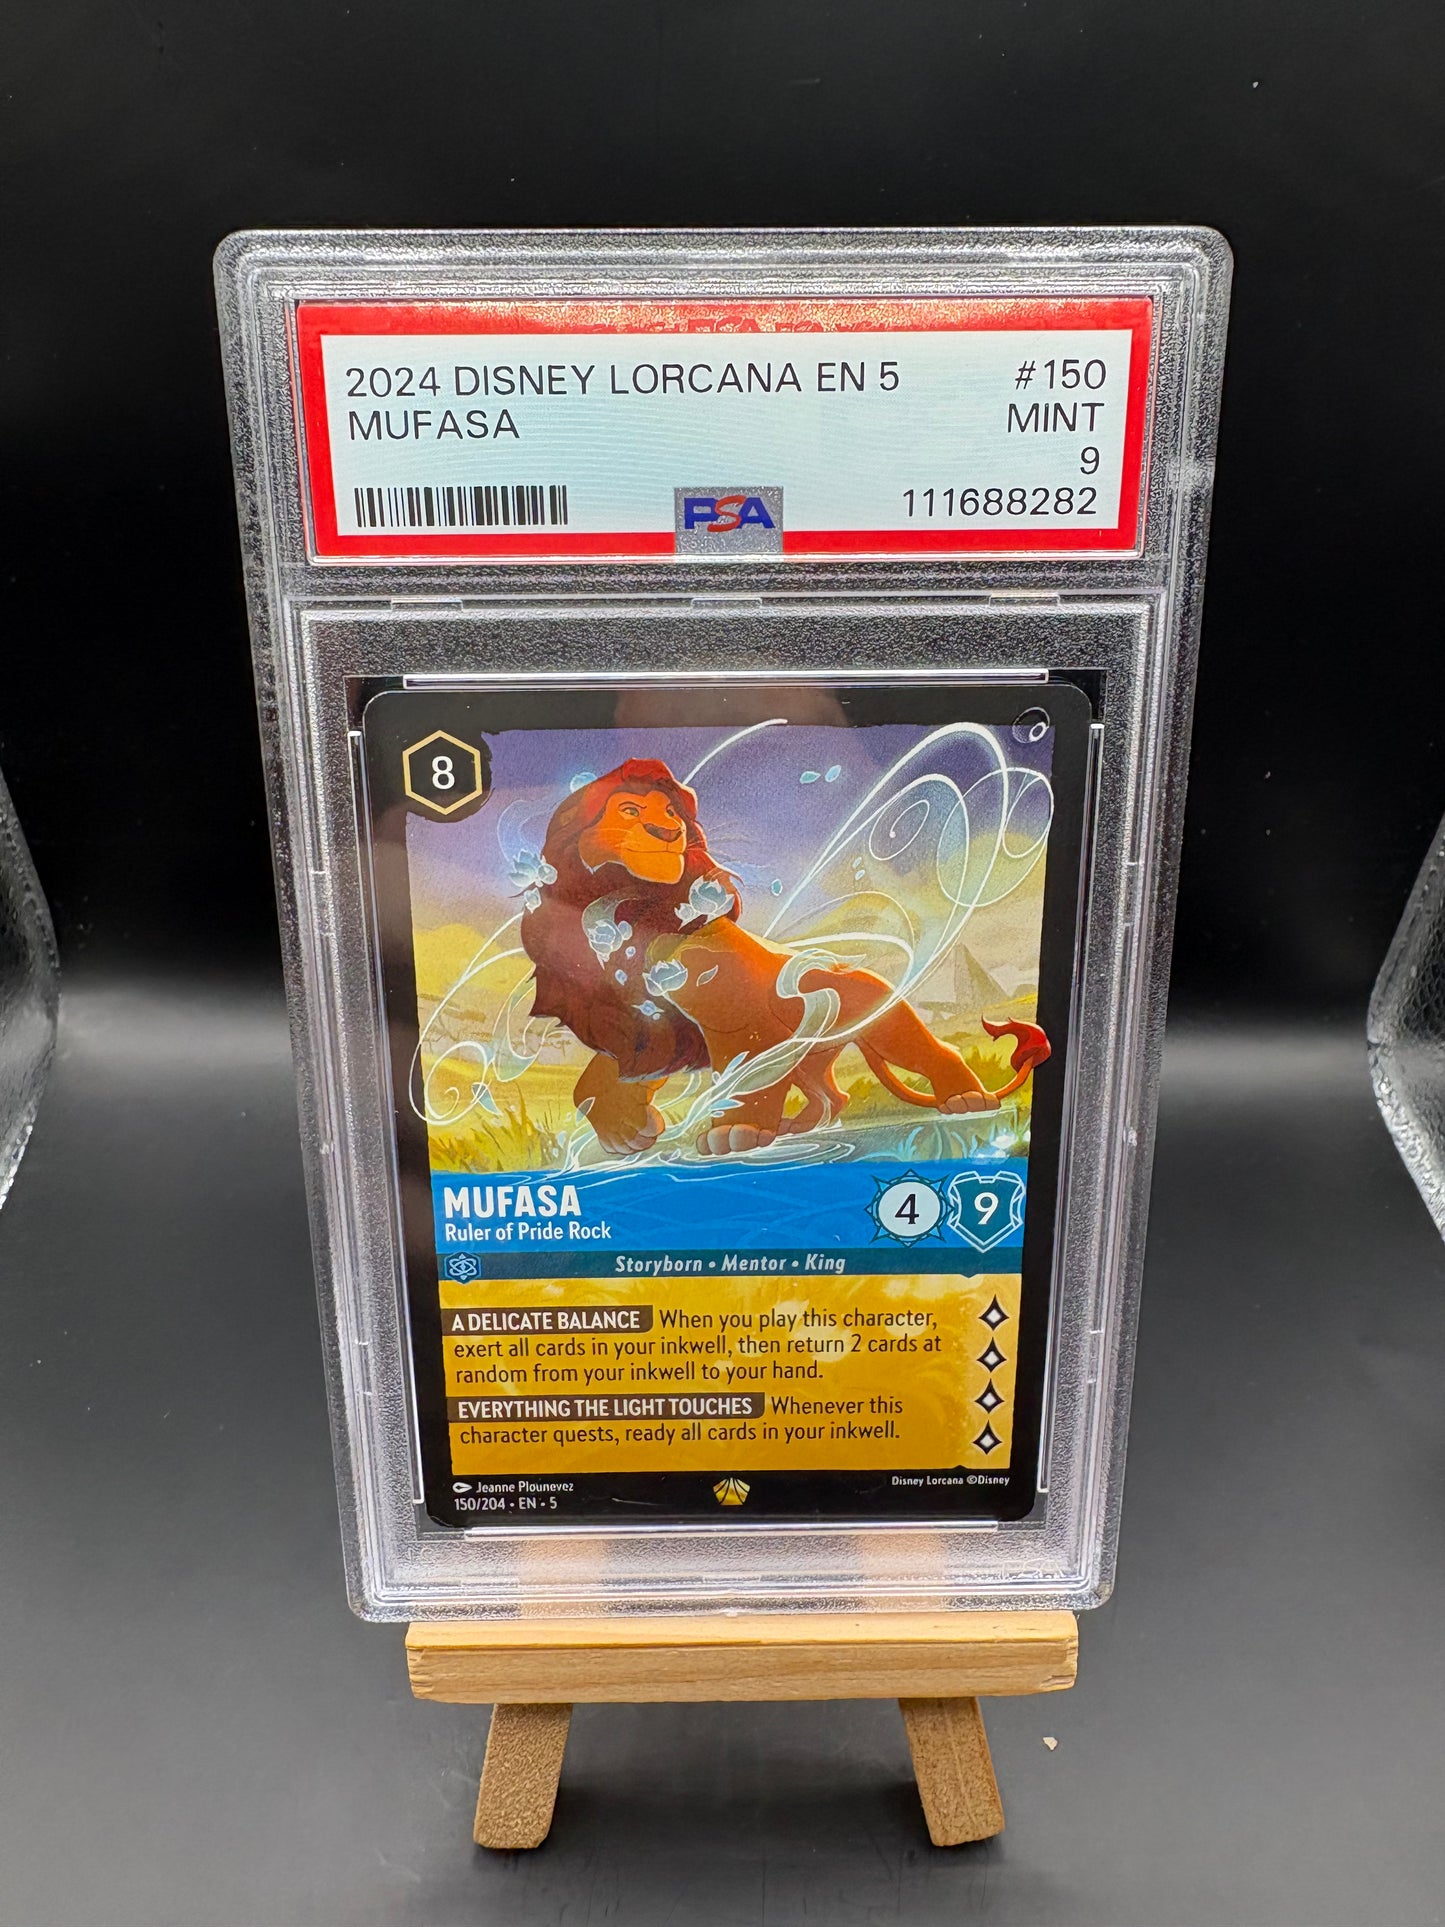 2024 DISNEY LORCANA EN 5 #150
MUFASA MINT
9
PSA 111688282
8
MUFASA
Ruler of Pride Rock
4 9
Storyborn • Mentor • King
A DELICATE BALANCE When you play this character,
exert all cards in your inkwell, then return 2 cards at
random from your inkwell to your hand.
EVERYTHING THE LIGHT TOUCHES Whenever this
character quests, ready all cards in your inkwell.
Jeanne Plounevez Disney Lorcana ©Disney
150/204 • EN • 5